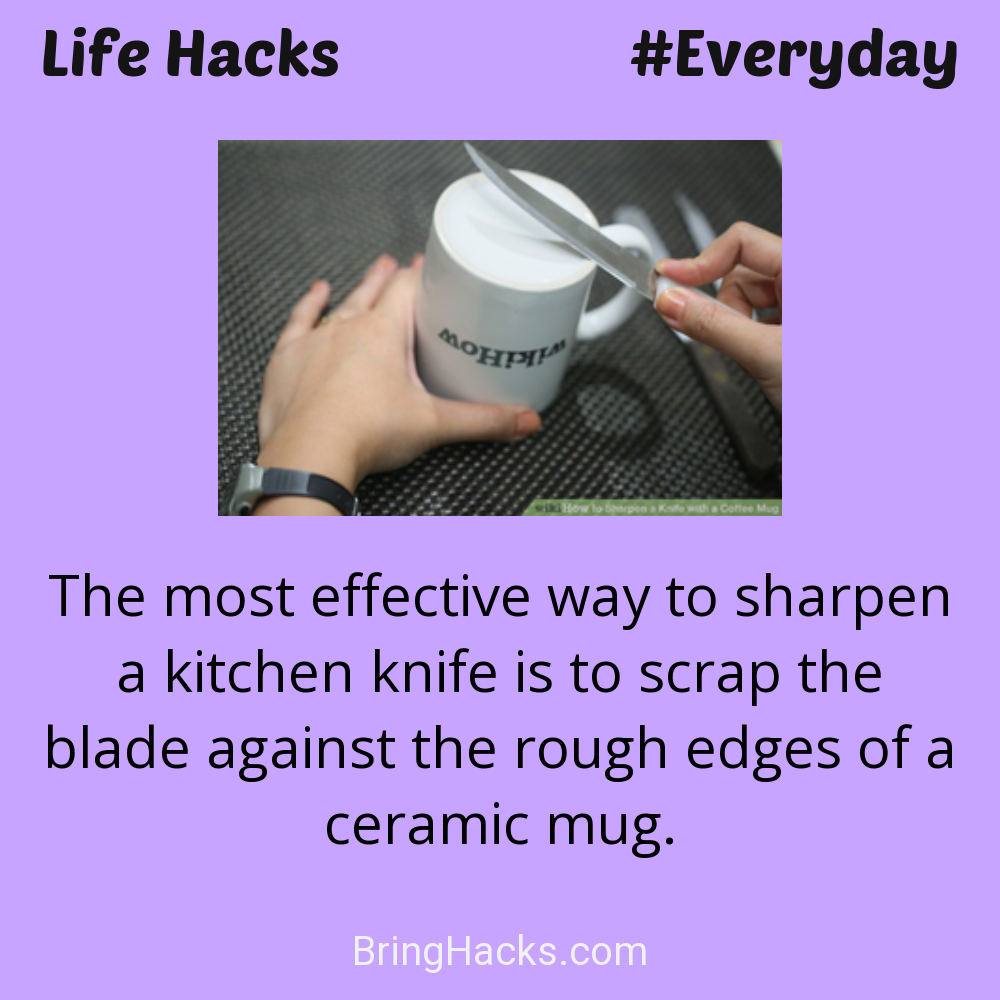 Life Hacks #Everyday
wikiHow
wikiHow to Sharpen a Knife with a Coffee Mug
The most effective way to sharpen
a kitchen knife is to scrap the
blade against the rough edges of a
ceramic mug.
BringHacks.com